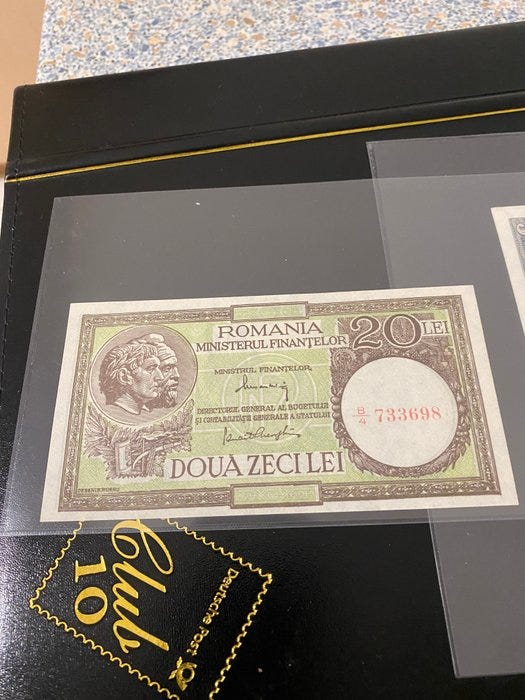 ROMANIA
MINISTERUL FINANȚELOR
20 LEI
MINISTRUL FINANȚELOR,
DIRECTORUL GENERAL AL BUGETULUI
ȘI CONTABILITĂȚII GENERALE A STATULUI
B/4 733698
DOUĂ ZECI LEI
Club
10
Deutsche Post